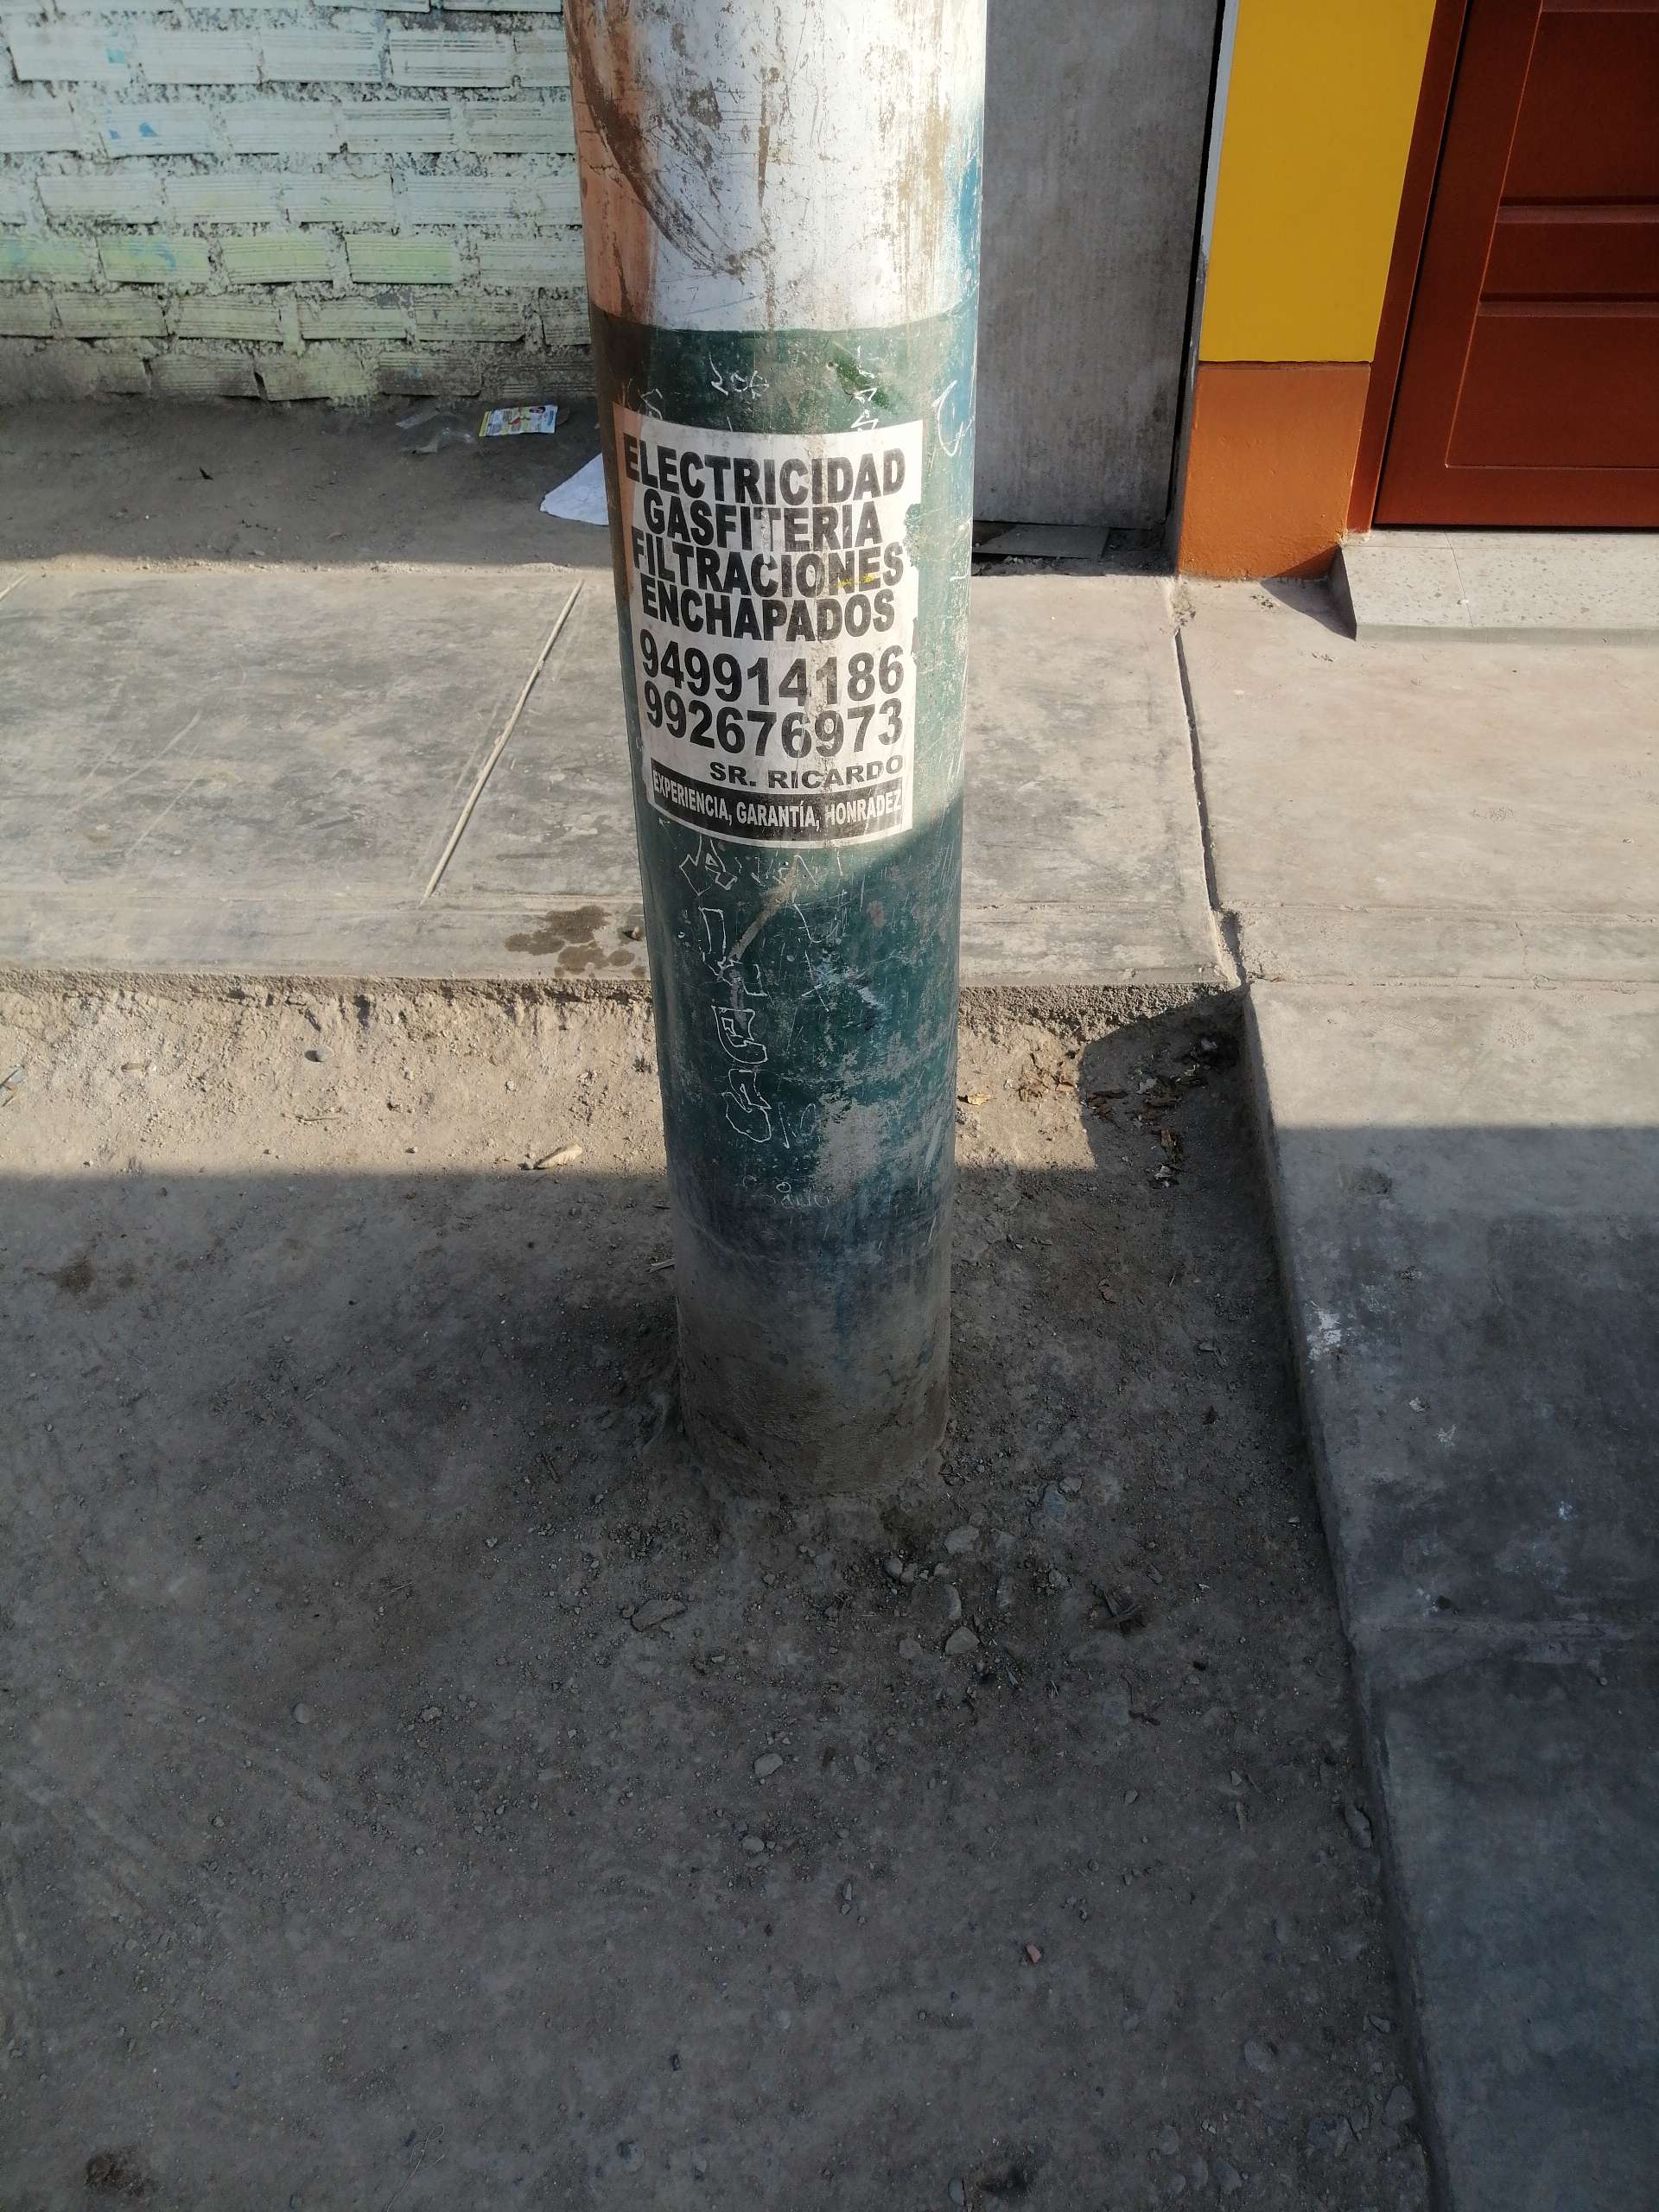 ELECTRICIDAD
GASFITERIA
FILTRACIONES
ENCHAPADOS
949914186
992676973
SR. RICARDO
EXPERIENCIA, GARANTÍA, HONRADEZ